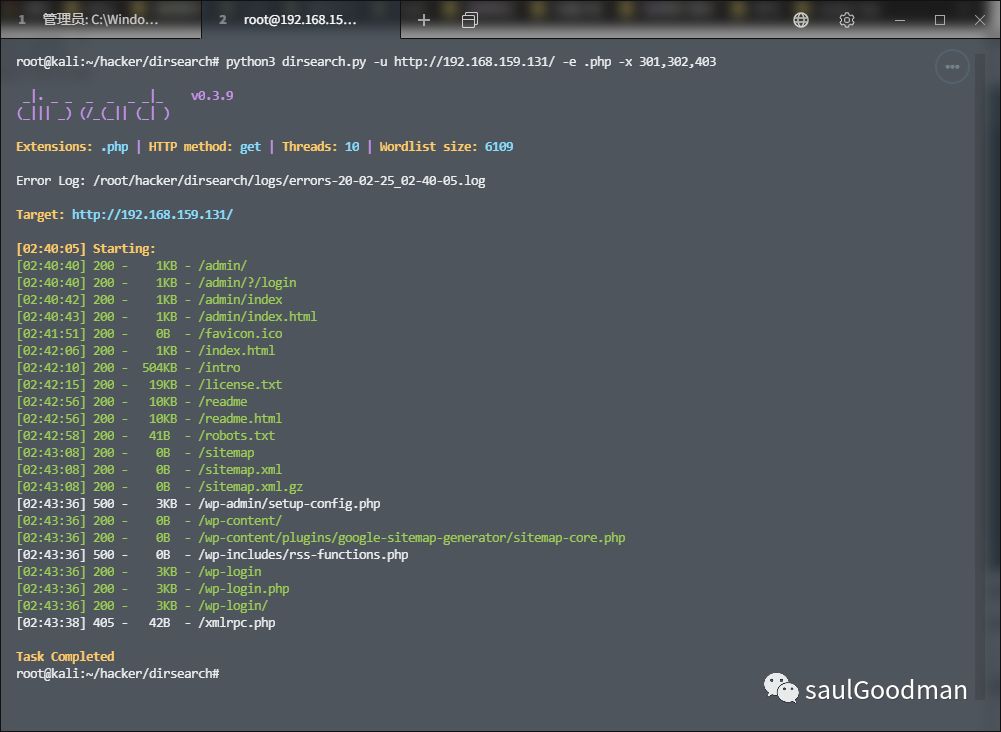 1 管理员: C:\Windo... 2 root@192.168.15...
root@kali:~/hacker/dirsearch# python3 dirsearch.py -u http://192.168.159.131/ -e .php -x 301,302,403
 _|. _ _  _  _  _ _|_    v0.3.9
(_||| _) (/_(_|| (_| )
Extensions: .php | HTTP method: get | Threads: 10 | Wordlist size: 6109
Error Log: /root/hacker/dirsearch/logs/errors-20-02-25_02-40-05.log
Target: http://192.168.159.131/
[02:40:05] Starting:
[02:40:40] 200 -    1KB - /admin/
[02:40:40] 200 -    1KB - /admin/?/login
[02:40:42] 200 -    1KB - /admin/index
[02:40:43] 200 -    1KB - /admin/index.html
[02:41:51] 200 -    0B  - /favicon.ico
[02:42:06] 200 -    1KB - /index.html
[02:42:10] 200 -  504KB - /intro
[02:42:15] 200 -   19KB - /license.txt
[02:42:56] 200 -   10KB - /readme
[02:42:56] 200 -   10KB - /readme.html
[02:42:58] 200 -   41B  - /robots.txt
[02:43:08] 200 -    0B  - /sitemap
[02:43:08] 200 -    0B  - /sitemap.xml
[02:43:08] 200 -    0B  - /sitemap.xml.gz
[02:43:36] 500 -    3KB - /wp-admin/setup-config.php
[02:43:36] 200 -    0B  - /wp-content/
[02:43:36] 200 -    0B  - /wp-content/plugins/google-sitemap-generator/sitemap-core.php
[02:43:36] 500 -    0B  - /wp-includes/rss-functions.php
[02:43:36] 200 -    3KB - /wp-login
[02:43:36] 200 -    3KB - /wp-login.php
[02:43:36] 200 -    3KB - /wp-login/
[02:43:38] 405 -   42B  - /xmlrpc.php
Task Completed
root@kali:~/hacker/dirsearch#
saulGoodman